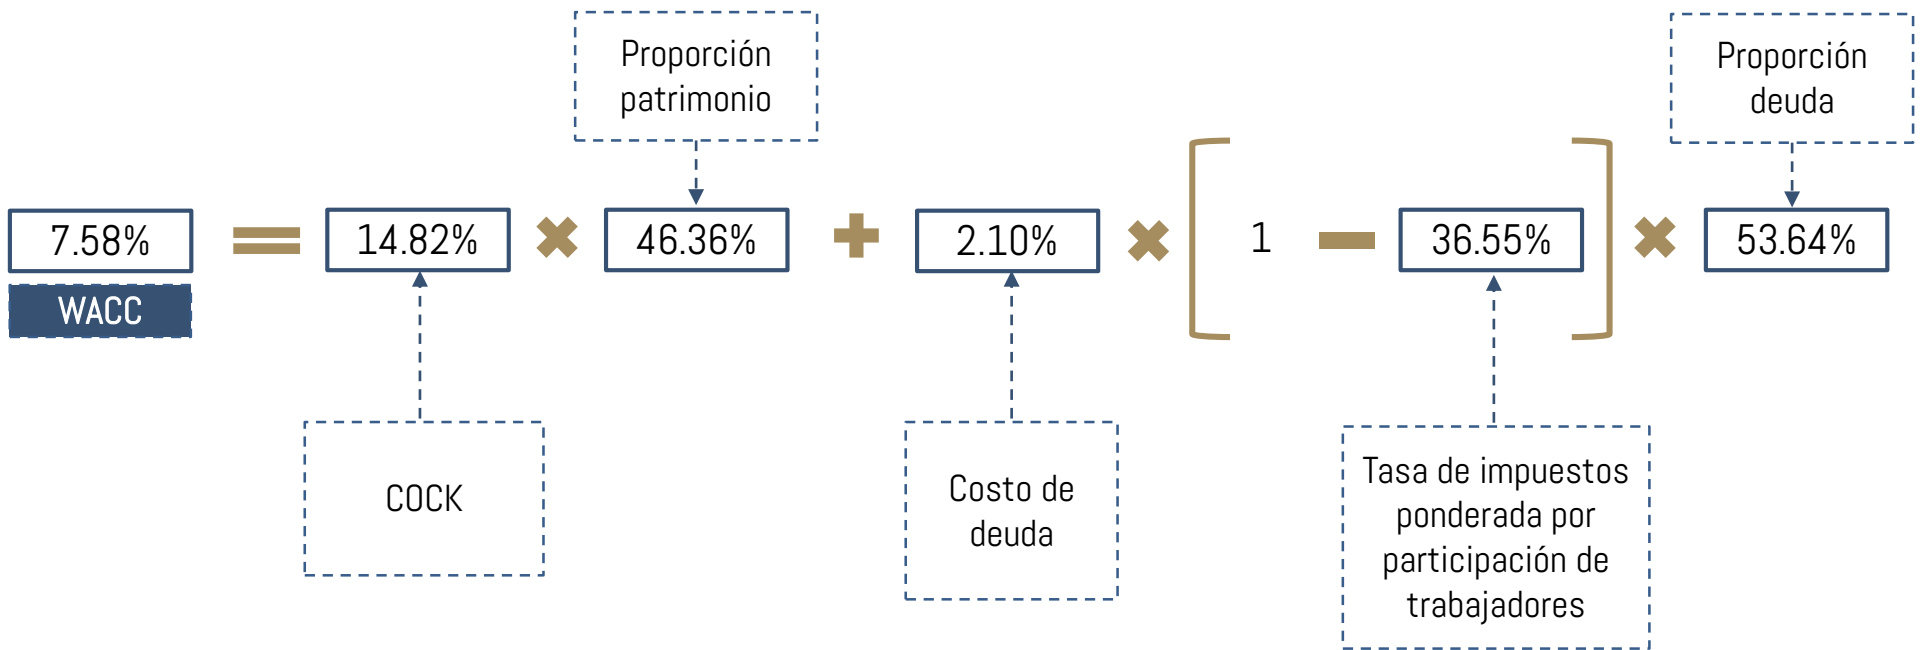 Proporción
patrimonio
Proporción
deuda
7.58% = 14.82% × 46.36% + 2.10% × [ 1 − 36.55% ] × 53.64%
WACC
COCK
Costo de
deuda
Tasa de impuestos
ponderada por
participación de
trabajadores